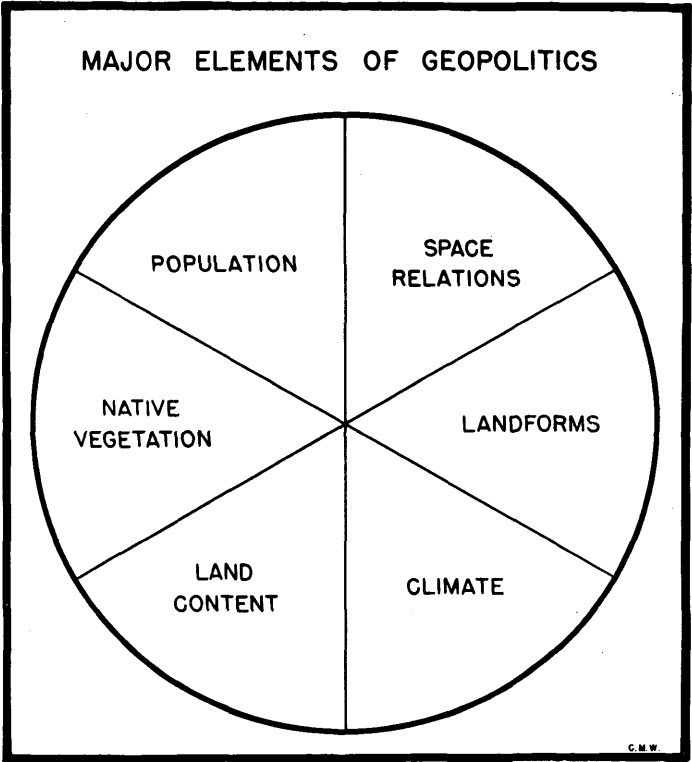 MAJOR ELEMENTS OF GEOPOLITICS
POPULATION
SPACE
RELATIONS
NATIVE
VEGETATION
LANDFORMS
LAND
CONTENT
CLIMATE
C.M.W.